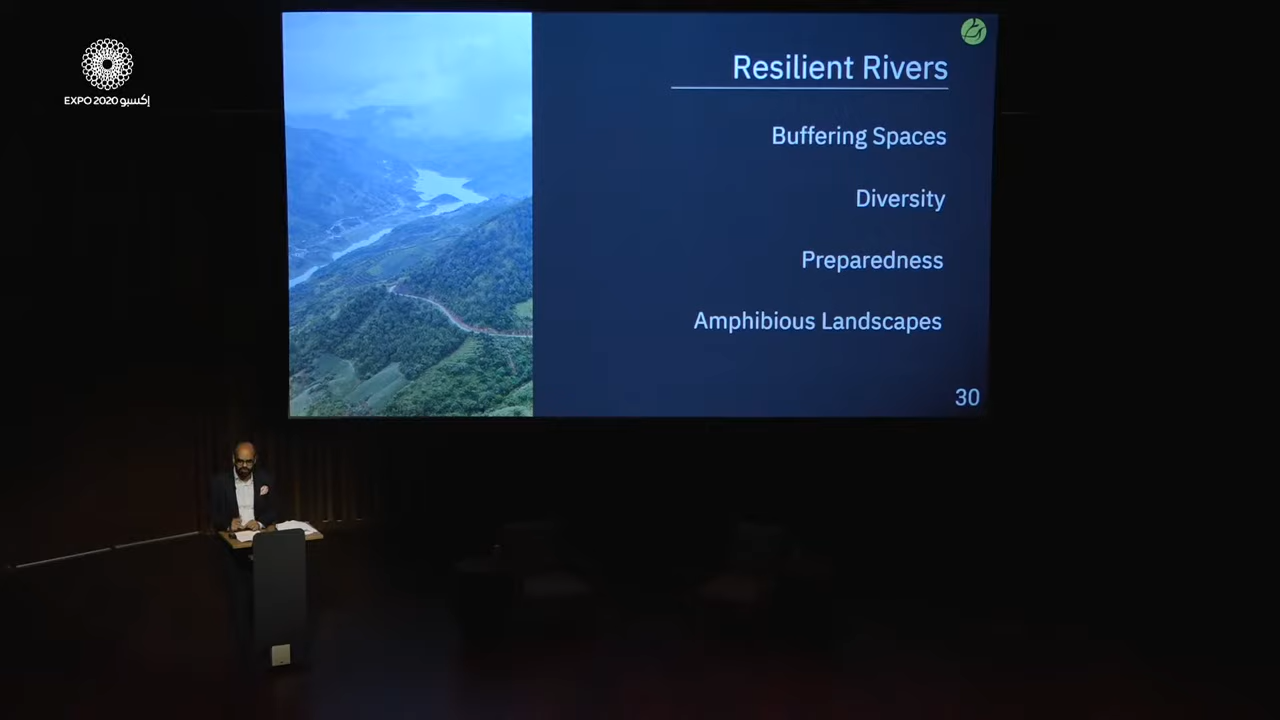 EXPO 2020 إكسبو
Resilient Rivers
Buffering Spaces
Diversity
Preparedness
Amphibious Landscapes
30